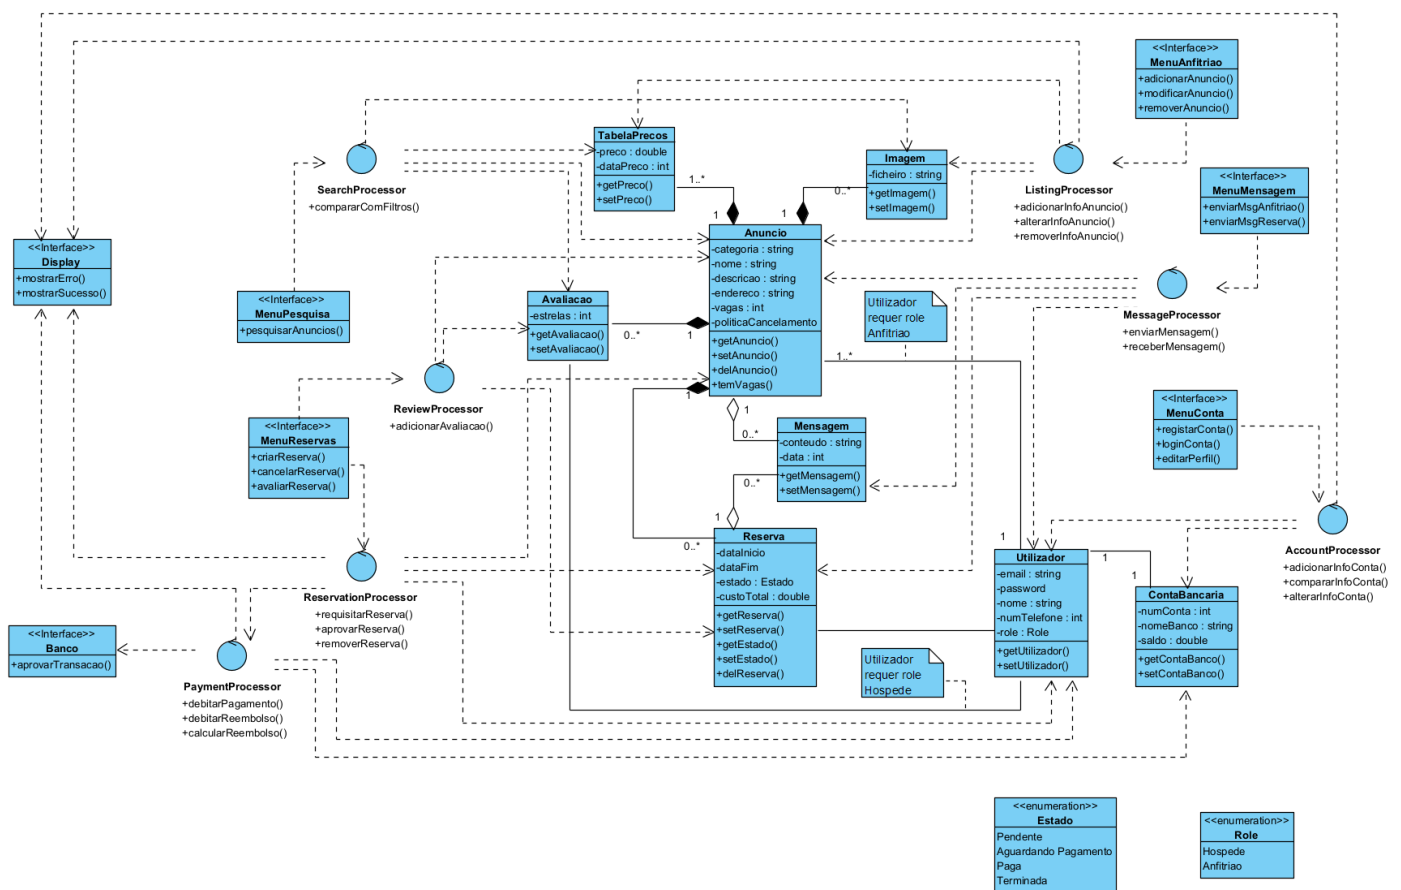 <<Interface>>
MenuAnfitriao
+adicionarAnuncio()
+modificarAnuncio()
+removerAnuncio()
TabelaPrecos
-preco : double
-dataPreco : int
+getPreco()
+setPreco()
Imagem
-ficheiro : string
+getImagem()
+setImagem()
SearchProcessor
+compararComFiltros()
ListingProcessor
+adicionarInfoAnuncio()
+alterarInfoAnuncio()
+removerInfoAnuncio()
<<Interface>>
MenuMensagem
+enviarMsgAnfitriao()
+enviarMsgReserva()
1..*
0..*
1
1
<<Interface>>
Display
+mostrarErro()
+mostrarSucesso()
<<Interface>>
MenuPesquisa
+pesquisarAnuncios()
Anuncio
-categoria : string
-nome : string
-descricao : string
-endereco : string
-vagas : int
-politicaCancelamento
+getAnuncio()
+setAnuncio()
+delAnuncio()
+temVagas()
Avaliacao
-estrelas : int
+getAvaliacao()
+setAvaliacao()
0..*
1
Utilizador
requer role
Anfitriao
1..*
MessageProcessor
+enviarMensagem()
+receberMensagem()
ReviewProcessor
+adicionarAvaliacao()
1
1
0..*
<<Interface>>
MenuReservas
+criarReserva()
+cancelarReserva()
+avaliarReserva()
Mensagem
-conteudo : string
-data : int
+getMensagem()
+setMensagem()
<<Interface>>
MenuConta
+registarConta()
+loginConta()
+editarPerfil()
0..*
1
0..*
Reserva
-dataInicio
-dataFim
-estado : Estado
-custoTotal : double
+getReserva()
+setReserva()
+getEstado()
+setEstado()
+delReserva()
1
Utilizador
-email : string
-password
-nome : string
-numTelefone : int
-role : Role
+getUtilizador()
+setUtilizador()
1
1
ContaBancaria
-numConta : int
-nomeBanco : string
-saldo : double
+getContaBanco()
+setContaBanco()
AccountProcessor
+adicionarInfoConta()
+compararInfoConta()
+alterarInfoConta()
ReservationProcessor
+requisitarReserva()
+aprovarReserva()
+removerReserva()
<<Interface>>
Banco
+aprovarTransacao()
PaymentProcessor
+debitarPagamento()
+debitarReembolso()
+calcularReembolso()
Utilizador
requer role
Hospede
<<enumeration>>
Estado
Pendente
Aguardando Pagamento
Paga
Terminada
<<enumeration>>
Role
Hospede
Anfitriao